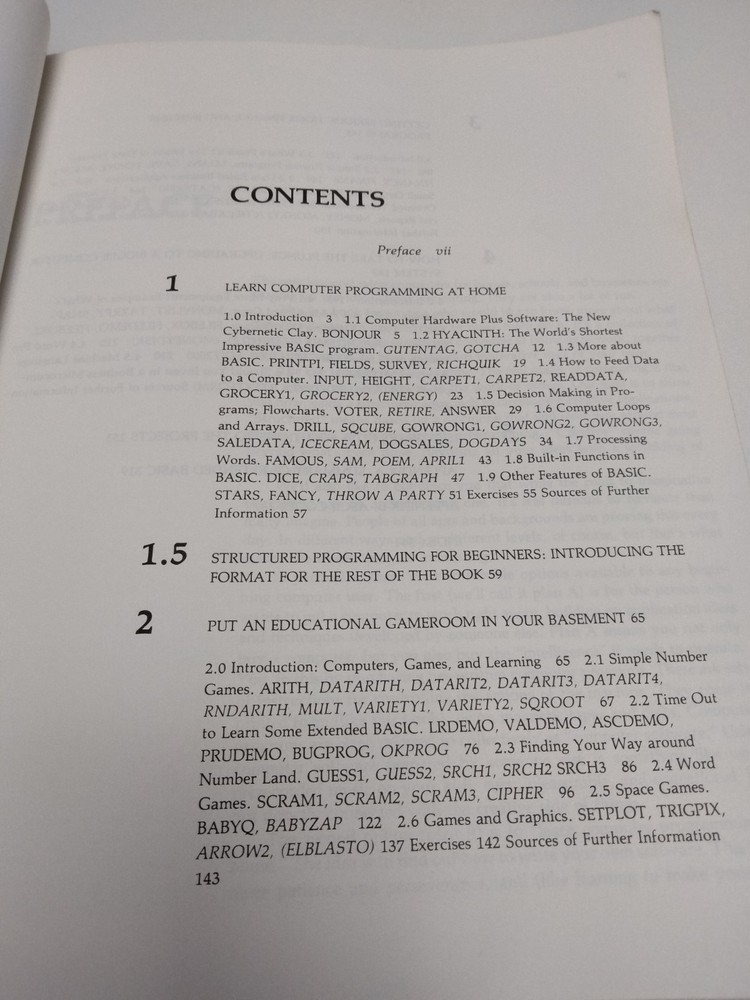 CONTENTS
Preface vii
1 LEARN COMPUTER PROGRAMMING AT HOME
1.0 Introduction 3 1.1 Computer Hardware Plus Software: The New
Cybernetic Clay. BONJOUR 5 1.2 HYACINTH: The World's Shortest
Impressive BASIC program. GUTENTAG, GOTCHA 12 1.3 More about
BASIC. PRINTPI, FIELDS, SURVEY, RICHQUIK 19 1.4 How to Feed Data
to a Computer. INPUT, HEIGHT, CARPET1, CARPET2, READDATA,
GROCERY1, GROCERY2, (ENERGY) 23 1.5 Decision Making in Pro-
grams; Flowcharts. VOTER, RETIRE, ANSWER 29 1.6 Computer Loops
and Arrays. DRILL, SQCUBE, GOWRONG1, GOWRONG2, GOWRONG3,
SALEDATA, ICECREAM, DOGSALES, DOGDAYS 34 1.7 Processing
Words. FAMOUS, SAM, POEM, APRIL1 43 1.8 Built-in Functions in
BASIC. DICE, CRAPS, TABGRAPH 47 1.9 Other Features of BASIC.
STARS, FANCY, THROW A PARTY 51 Exercises 55 Sources of Further
Information 57
1.5 STRUCTURED PROGRAMMING FOR BEGINNERS: INTRODUCING THE
FORMAT FOR THE REST OF THE BOOK 59
2 PUT AN EDUCATIONAL GAMEROOM IN YOUR BASEMENT 65
2.0 Introduction: Computers, Games, and Learning 65 2.1 Simple Number
Games. ARITH, DATARITH, DATARIT2, DATARIT3, DATARIT4,
RNDARITH, MULT, VARIETY1, VARIETY2, SQROOT 67 2.2 Time Out
to Learn Some Extended BASIC. LRDEMO, VALDEMO, ASCDEMO,
PRUDEMO, BUGPROG, OKPROG 76 2.3 Finding Your Way around
Number Land. GUESS1, GUESS2, SRCH1, SRCH2 SRCH3 86 2.4 Word
Games. SCRAM1, SCRAM2, SCRAM3, CIPHER 96 2.5 Space Games.
BABYQ, BABYZAP 122 2.6 Games and Graphics. SETPLOT, TRIGPIX,
ARROW2, (ELBLASTO) 137 Exercises 142 Sources of Further Information
143